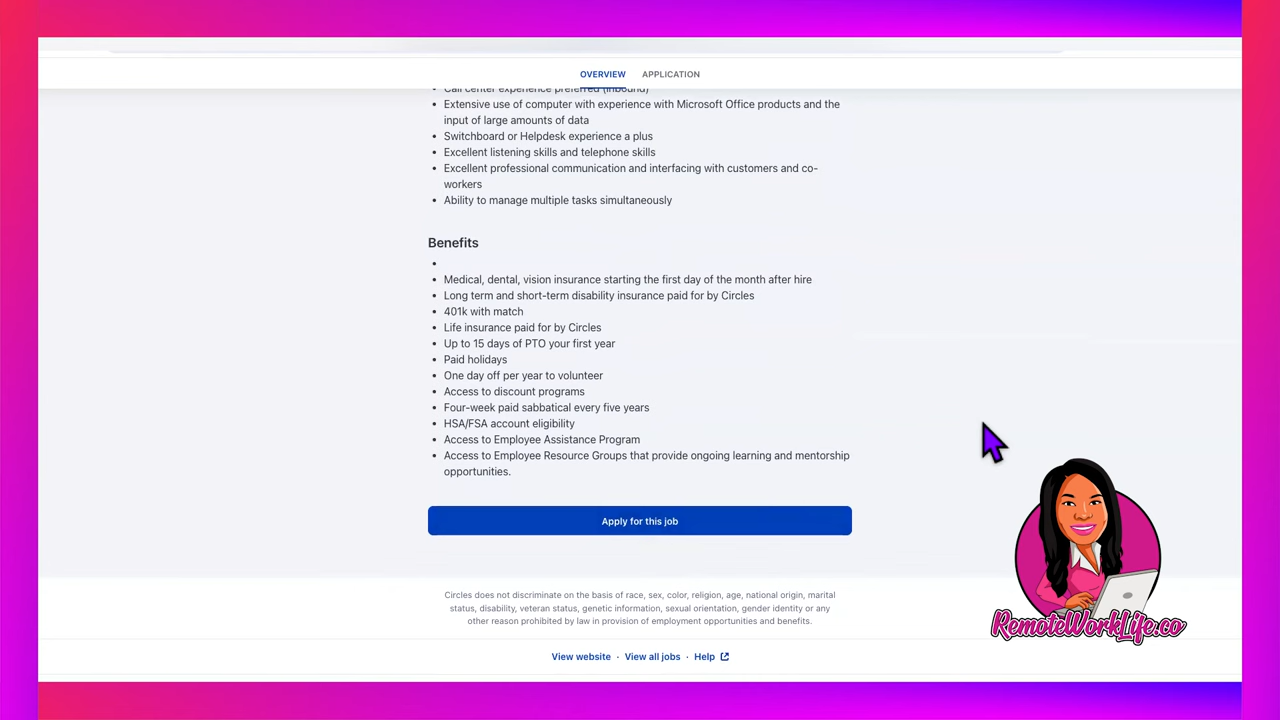 OVERVIEW APPLICATION
Call center experience preferred (inbound)
Extensive use of computer with experience with Microsoft Office products and the
input of large amounts of data
Switchboard or Helpdesk experience a plus
Excellent listening skills and telephone skills
Excellent professional communication and interfacing with customers and co-
workers
Ability to manage multiple tasks simultaneously
Benefits
Medical, dental, vision insurance starting the first day of the month after hire
Long term and short-term disability insurance paid for by Circles
401k with match
Life insurance paid for by Circles
Up to 15 days of PTO your first year
Paid holidays
One day off per year to volunteer
Access to discount programs
Four-week paid sabbatical every five years
HSA/FSA account eligibility
Access to Employee Assistance Program
Access to Employee Resource Groups that provide ongoing learning and mentorship
opportunities.
Apply for this job
Circles does not discriminate on the basis of race, sex, color, religion, age, national origin, marital
status, disability, veteran status, genetic information, sexual orientation, gender identity or any
other reason prohibited by law in provision of employment opportunities and benefits.
RemoteWorkLife.co
View website · View all jobs · Help